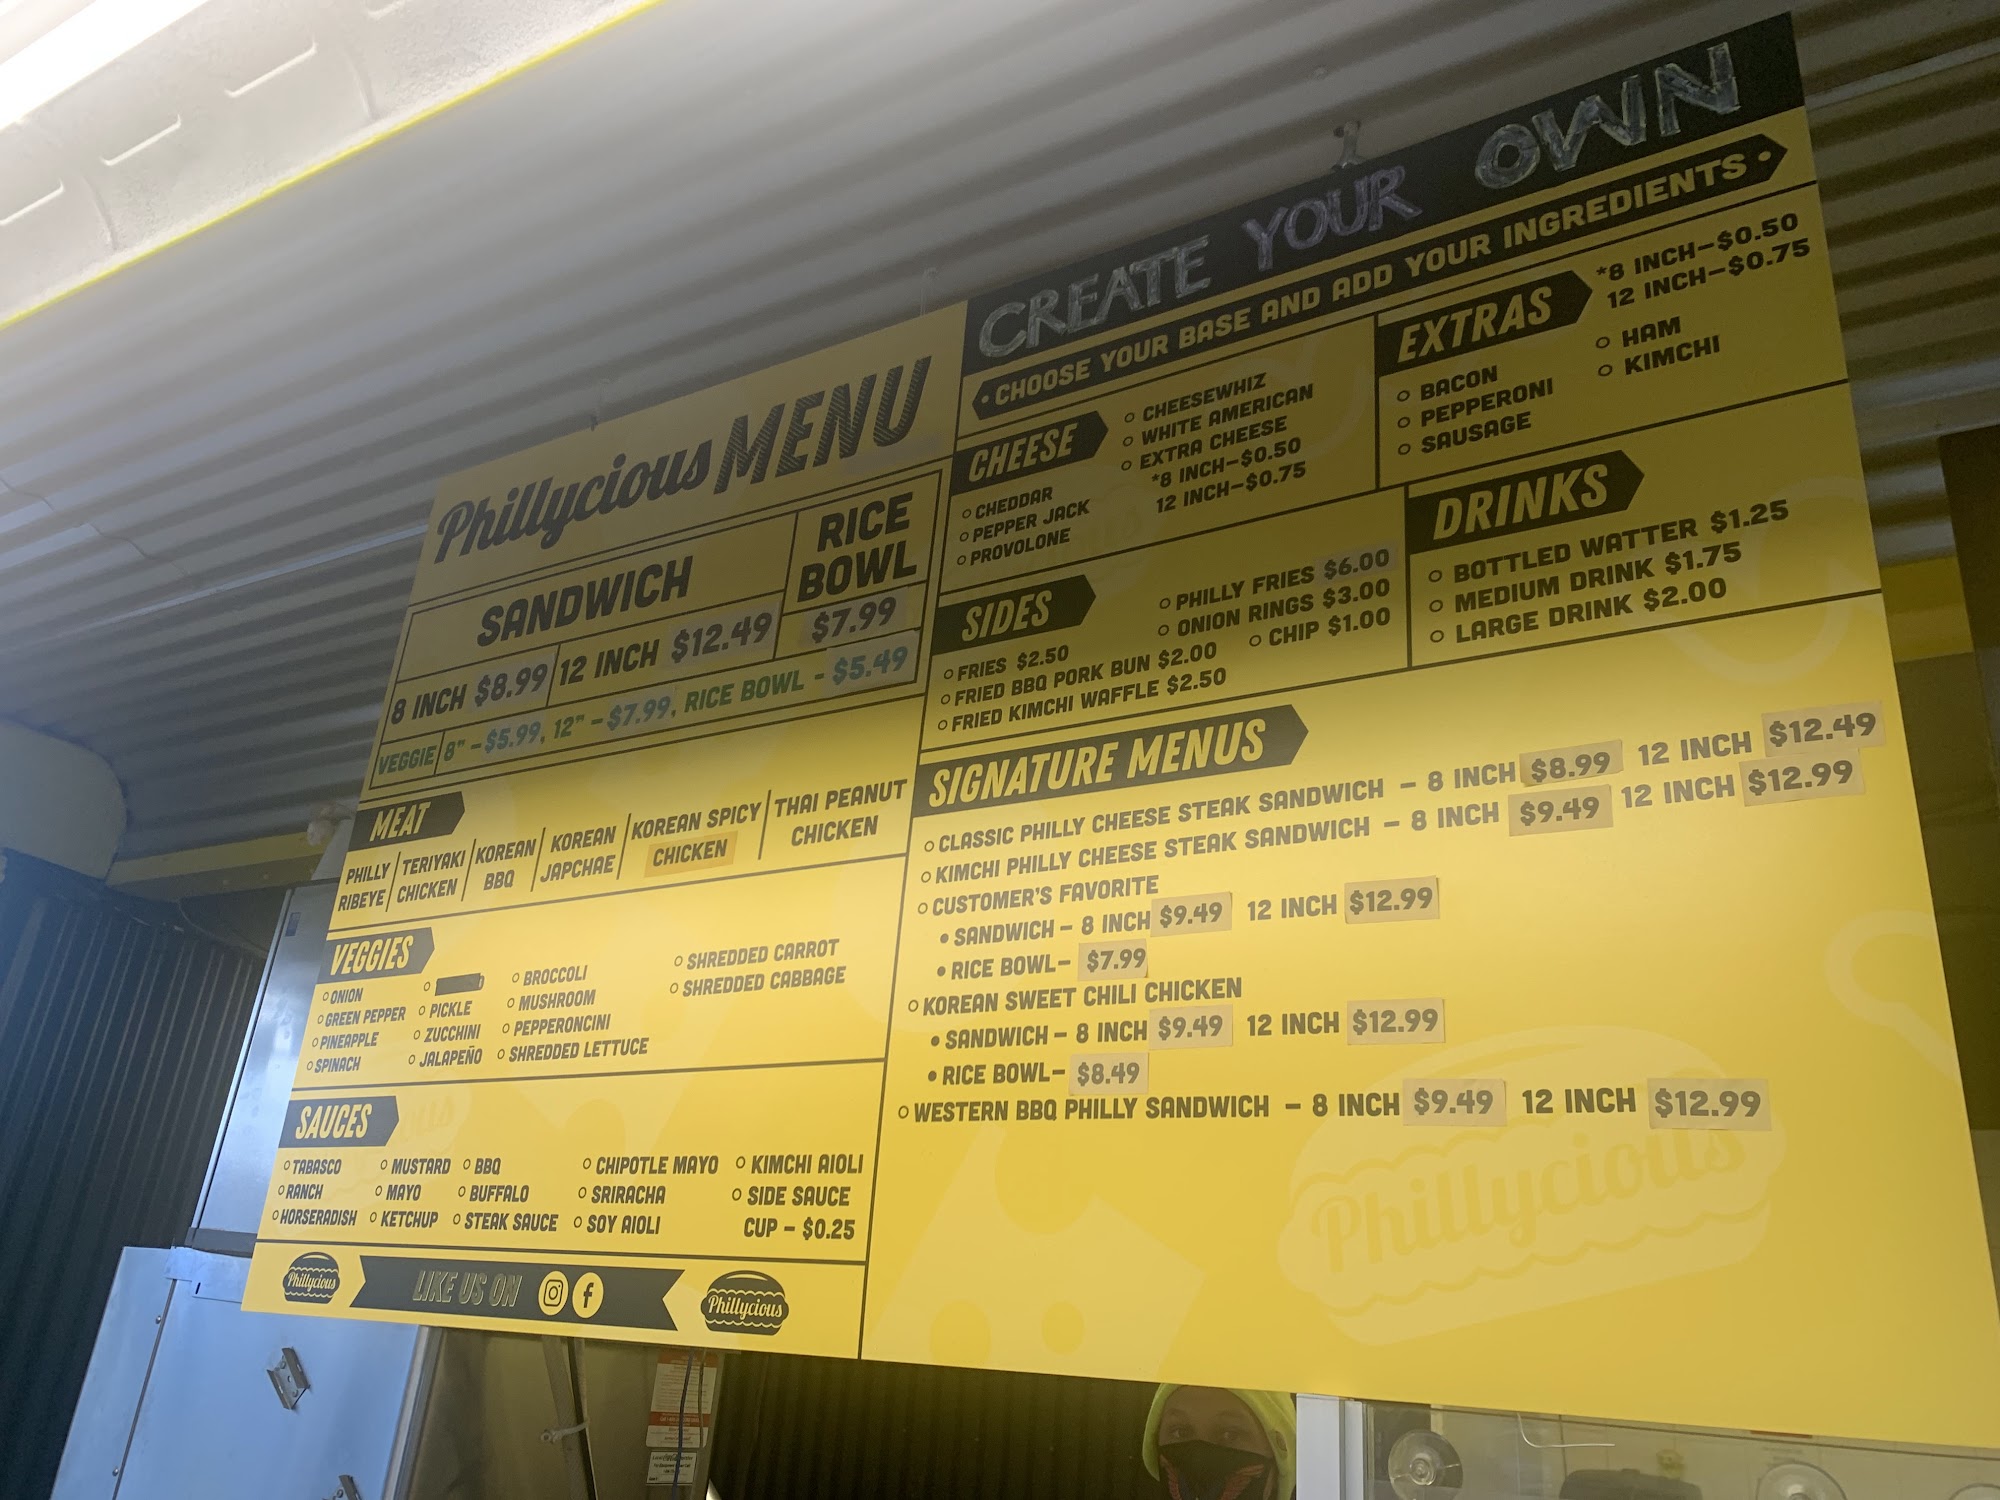 Phillycious MENU
SANDWICH
8 INCH $8.99
12 INCH $12.49
RICE
BOWL
$7.99
VEGGIE 8" - $5.99, 12" - $7.99, RICE BOWL - $5.49
MEAT
PHILLY
RIBEYE
TERIYAKI
CHICKEN
KOREAN
BBQ
KOREAN
JAPCHAE
KOREAN SPICY
CHICKEN
THAI PEANUT
CHICKEN
VEGGIES
ONION
GREEN PEPPER
PINEAPPLE
SPINACH
PICKLE
ZUCCHINI
JALAPEÑO
BROCCOLI
MUSHROOM
PEPPERONCINI
SHREDDED LETTUCE
SHREDDED CARROT
SHREDDED CABBAGE
SAUCES
TABASCO
RANCH
HORSERADISH
MUSTARD
MAYO
KETCHUP
BBQ
BUFFALO
STEAK SAUCE
CHIPOTLE MAYO
SRIRACHA
SOY AIOLI
KIMCHI AIOLI
SIDE SAUCE
CUP - $0.25
Phillycious
LIKE US ON
Phillycious
CREATE YOUR OWN
CHOOSE YOUR BASE AND ADD YOUR INGREDIENTS
CHEESE
CHEDDAR
PEPPER JACK
PROVOLONE
CHEESEWHIZ
WHITE AMERICAN
EXTRA CHEESE
*8 INCH-$0.50
12 INCH-$0.75
EXTRAS
*8 INCH-$0.50
12 INCH-$0.75
BACON
PEPPERONI
SAUSAGE
HAM
KIMCHI
SIDES
FRIES $2.50
FRIED BBQ PORK BUN $2.00
FRIED KIMCHI WAFFLE $2.50
PHILLY FRIES $6.00
ONION RINGS $3.00
CHIP $1.00
DRINKS
BOTTLED WATTER $1.25
MEDIUM DRINK $1.75
LARGE DRINK $2.00
SIGNATURE MENUS
CLASSIC PHILLY CHEESE STEAK SANDWICH - 8 INCH $8.99 12 INCH $12.49
KIMCHI PHILLY CHEESE STEAK SANDWICH - 8 INCH $9.49 12 INCH $12.99
CUSTOMER'S FAVORITE
SANDWICH - 8 INCH $9.49 12 INCH $12.99
RICE BOWL- $7.99
KOREAN SWEET CHILI CHICKEN
SANDWICH - 8 INCH $9.49 12 INCH $12.99
RICE BOWL- $8.49
WESTERN BBQ PHILLY SANDWICH - 8 INCH $9.49 12 INCH $12.99
Phillycious